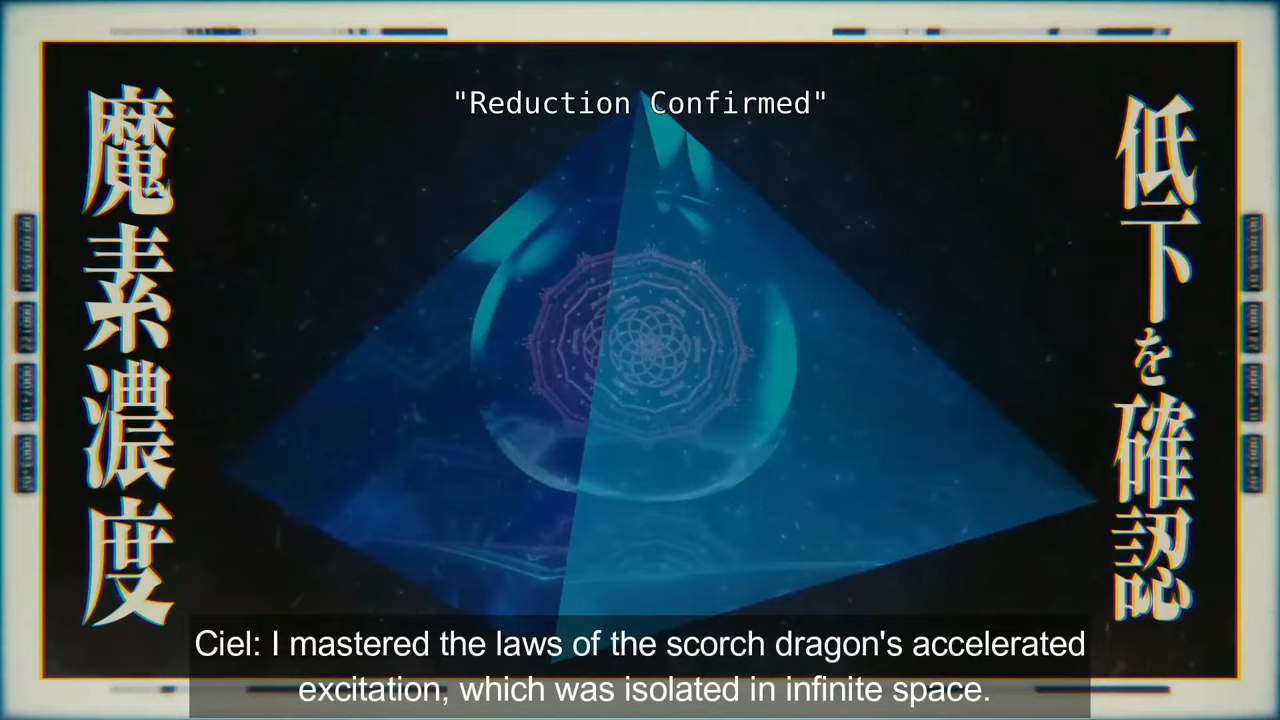 "Reduction Confirmed"
魔素濃度
低下を確認
Ciel: I mastered the laws of the scorch dragon's accelerated
excitation, which was isolated in infinite space.